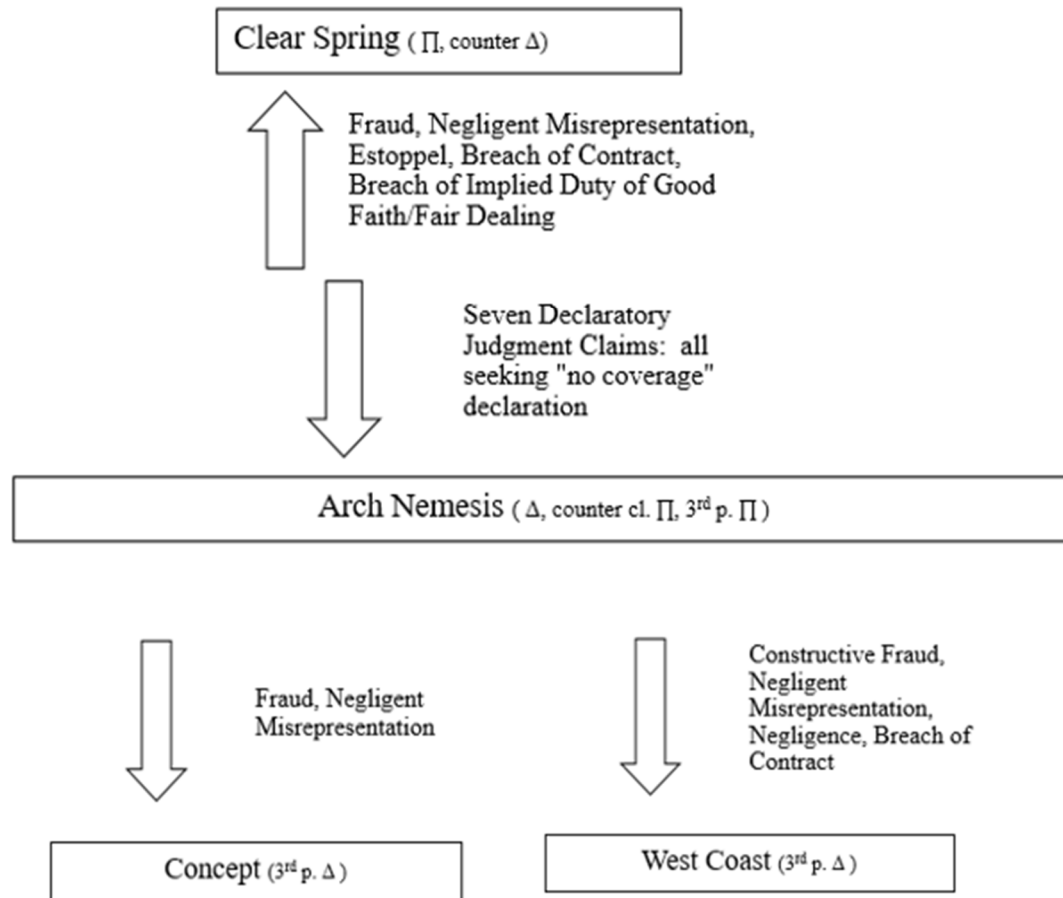 Clear Spring ( ∏, counter Δ)
Fraud, Negligent Misrepresentation,
Estoppel, Breach of Contract,
Breach of Implied Duty of Good
Faith/Fair Dealing
Seven Declaratory
Judgment Claims:  all
seeking "no coverage"
declaration
Arch Nemesis ( Δ, counter cl. ∏, 3rd p. ∏ )
Fraud, Negligent
Misrepresentation
Constructive Fraud,
Negligent
Misrepresentation,
Negligence, Breach of
Contract
Concept (3rd p. Δ )
West Coast (3rd p. Δ )